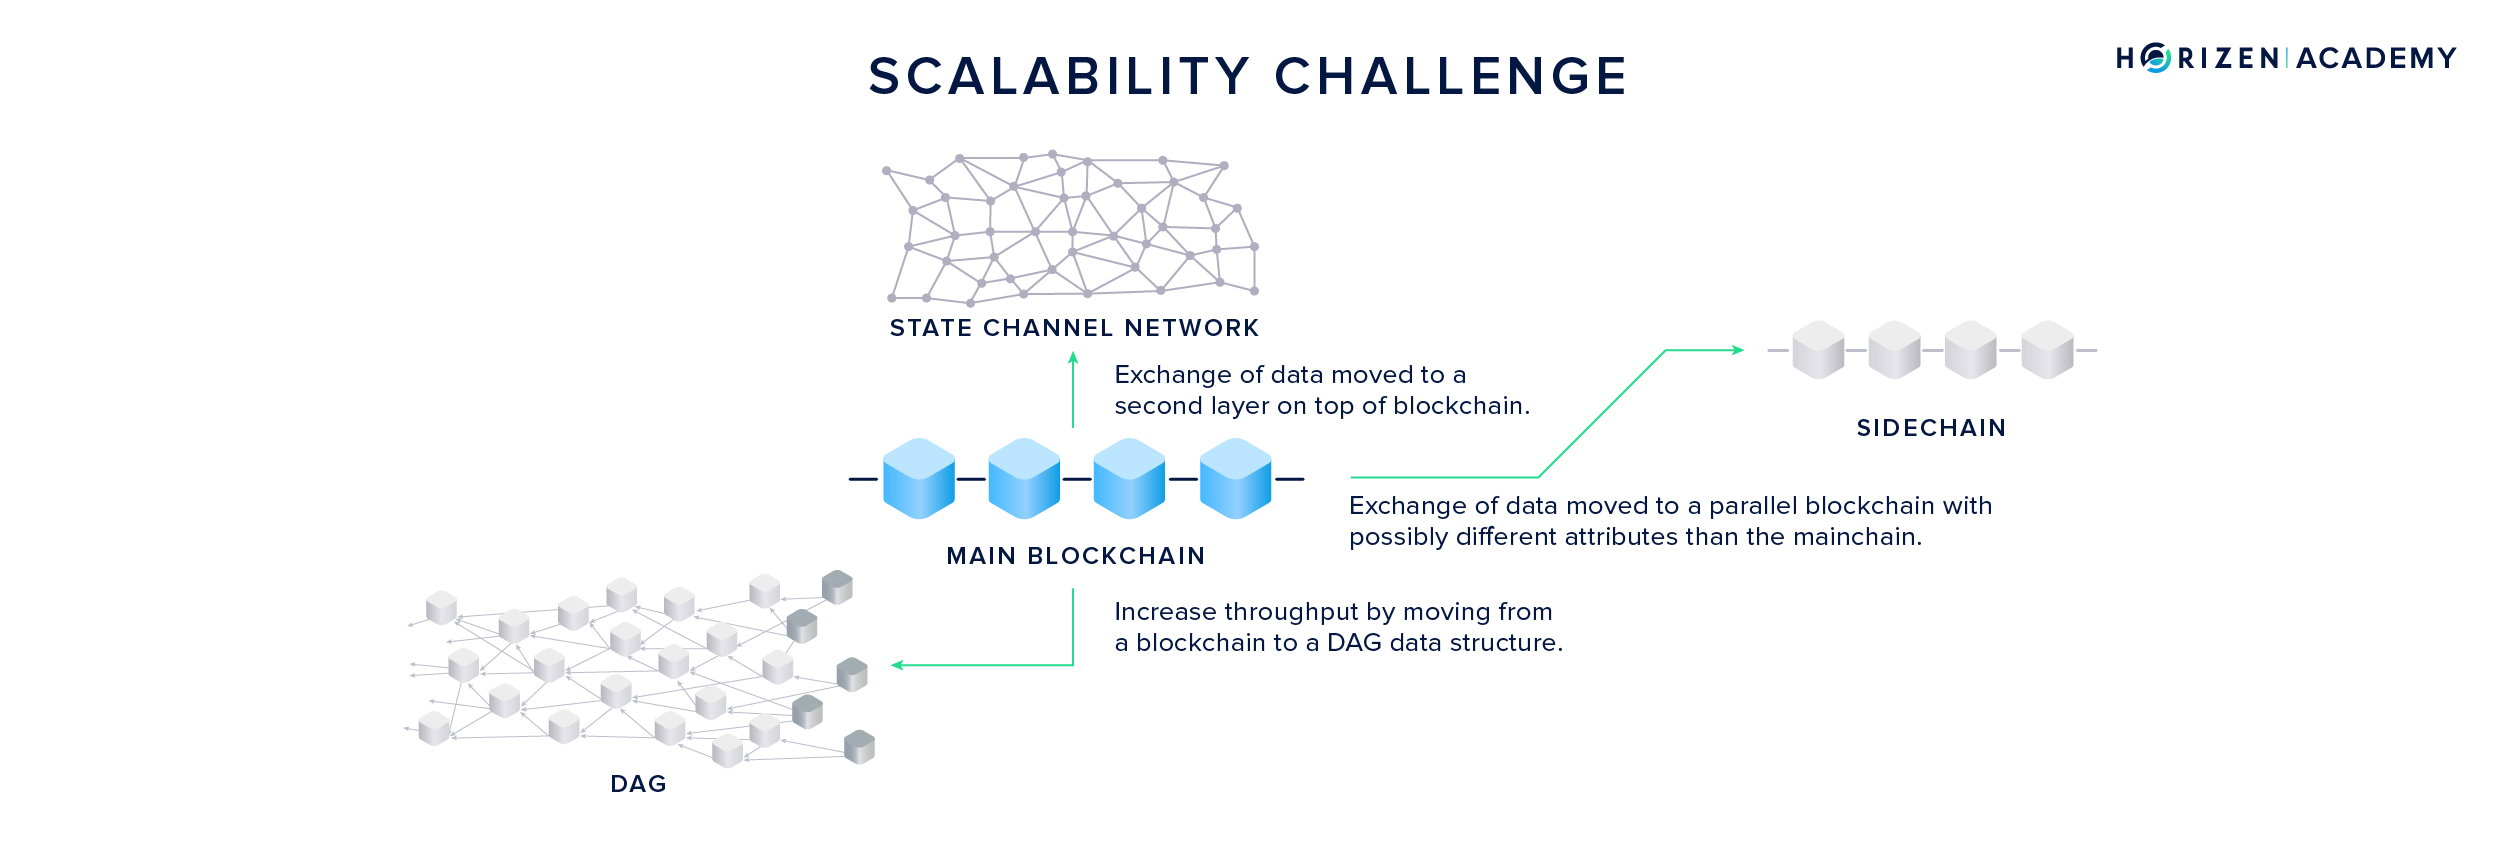 SCALABILITY CHALLENGE
HORIZEN | ACADEMY
STATE CHANNEL NETWORK
Exchange of data moved to a
second layer on top of blockchain.
SIDECHAIN
Exchange of data moved to a parallel blockchain with
possibly different attributes than the mainchain.
MAIN BLOCKCHAIN
Increase throughput by moving from
a blockchain to a DAG data structure.
DAG